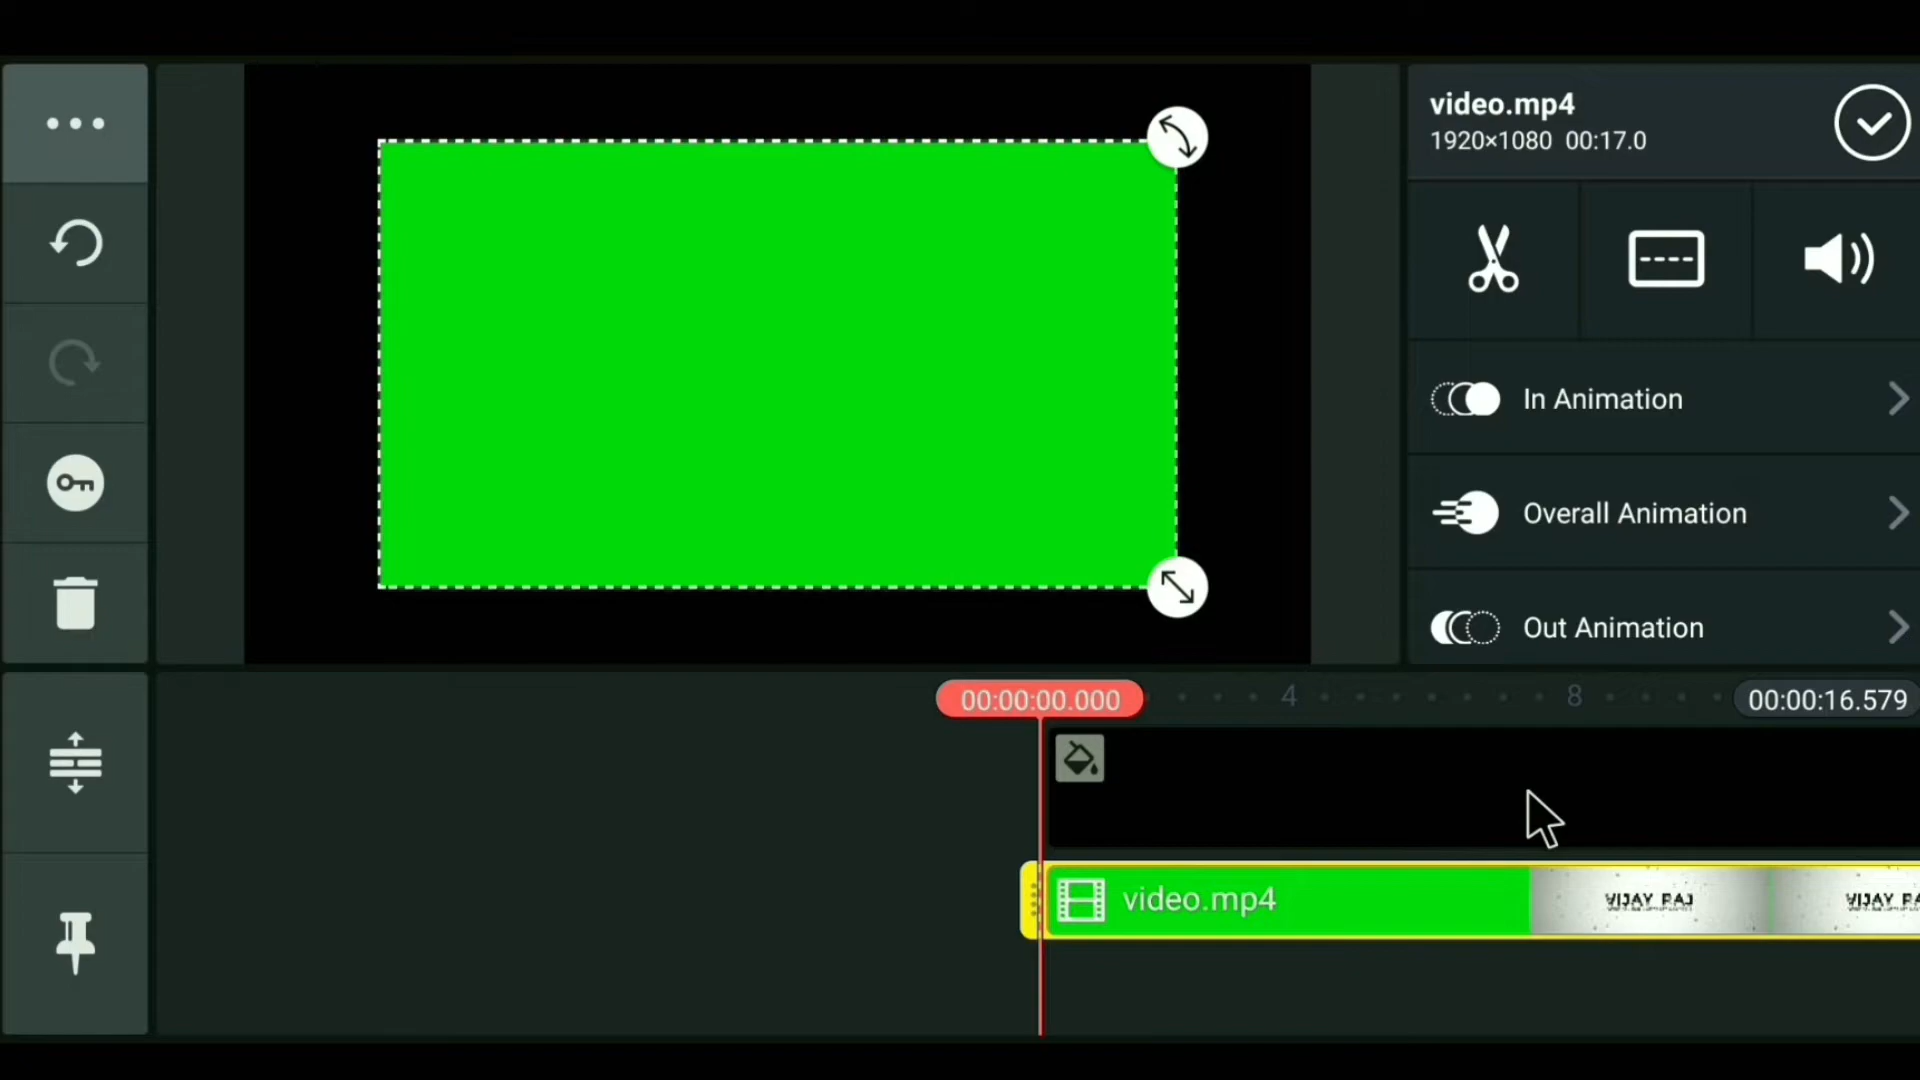 video.mp4
1920×1080 00:17.0
In Animation
Overall Animation
Out Animation
00:00:00.000
4
8
00:00:16.579
video.mp4
VIJAY RAJ
VIJAY